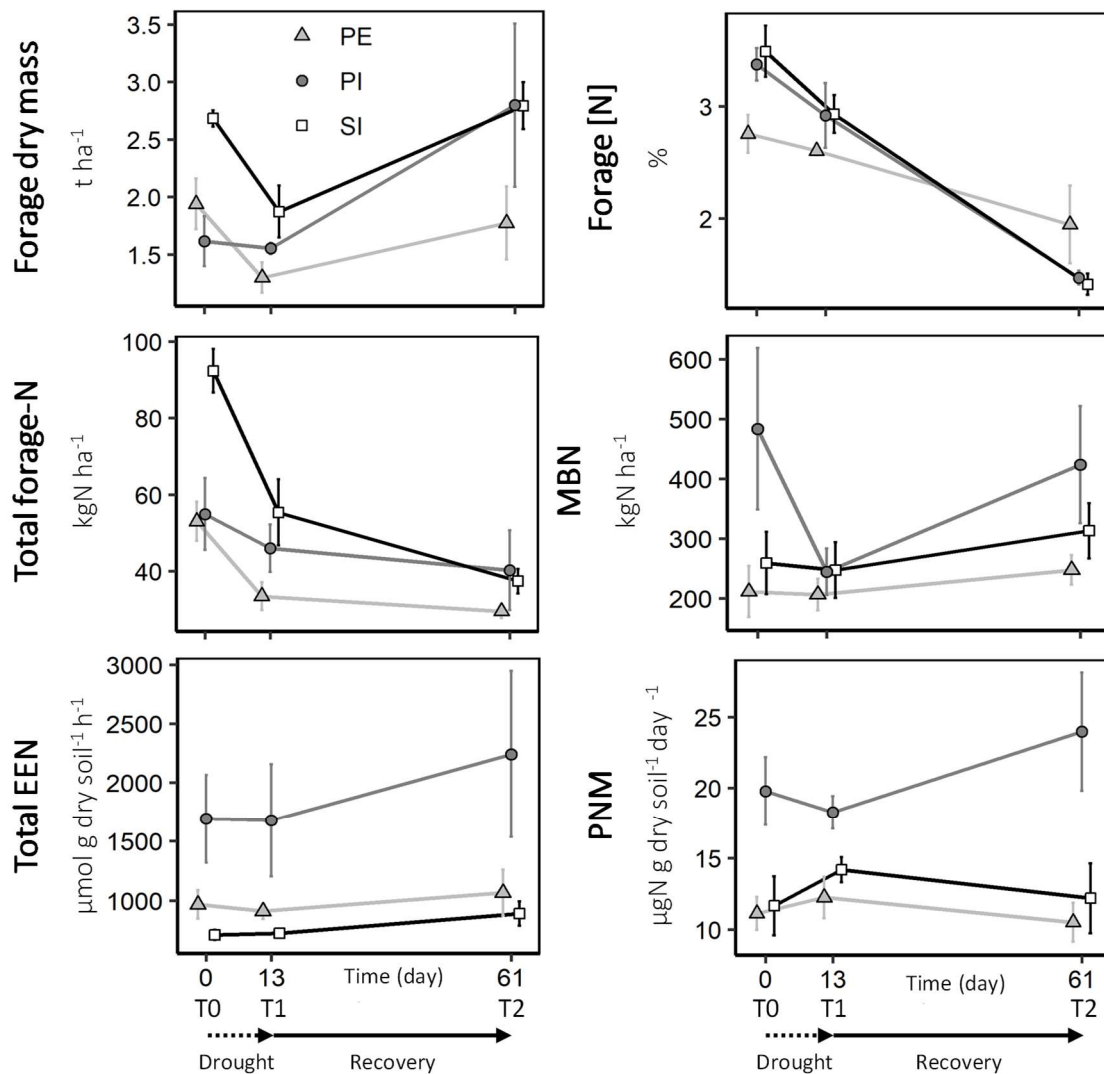 Forage dry mass
t ha⁻¹
3.5
3.0
2.5
2.0
1.5
PE
PI
SI
Forage [N]
%
3
2
Total forage-N
kgN ha⁻¹
100
80
60
40
MBN
kgN ha⁻¹
600
500
400
300
200
Total EEN
µmol g dry soil⁻¹ h⁻¹
3000
2500
2000
1500
1000
0 13 Time (day) 61
T0 T1 T2
Drought Recovery
PNM
µgN g dry soil⁻¹ day ⁻¹
25
20
15
10
0 13 Time (day) 61
T0 T1 T2
Drought Recovery